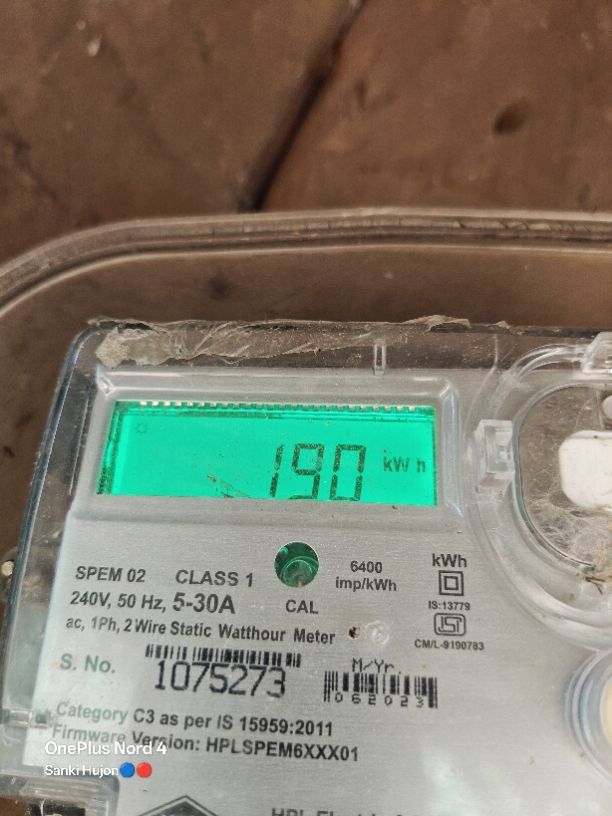 190 kWh
SPEM 02 CLASS 1
6400
imp/kWh
kWh
240V, 50 Hz, 5-30A
CAL
IS:13779
ac, 1Ph, 2 Wire Static Watthour Meter
CM/L-9190783
S. No. 1075273
M/Yr.
062023
Category C3 as per IS 15959:2011
Firmware Version: HPLSPEM6XXX01
OnePlus Nord 4
Sanki Hujon
HPL